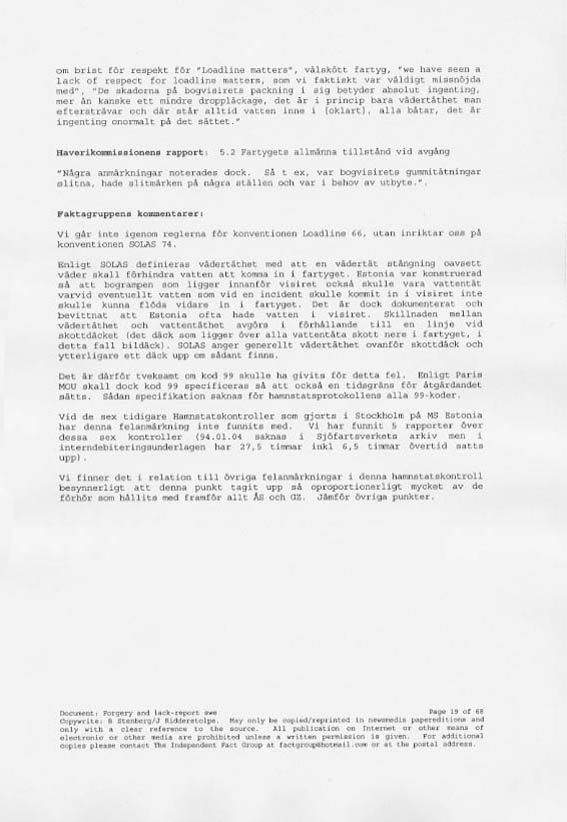 om brist för respekt för "Loadline matters", välskött fartyg, "we have seen a
lack of respect for loadline matters, som vi faktiskt var väldigt missnöjda
med", "De skadorna på bogvisirets packning i sig betyder absolut ingenting,
mer än kanske ett mindre droppläckage, det är i princip bara vädertäthet man
eftersträvar och där står alltid vatten inne i (oklart), alla båtar, det är
ingenting onormalt på det sättet."
Haverikommissionens rapport: 5.2 Fartygets allmänna tillstånd vid avgång
"Några anmärkningar noterades dock. Så t ex, var bogvisirets gummitätningar
slitna, hade slitmärken på några ställen och var i behov av utbyte.".
Faktagruppens kommentarer:
Vi går inte igenom reglerna för konventionen Loadline 66, utan inriktar oss på
konventionen SOLAS 74.
Enligt SOLAS definieras vädertäthet med att en vädertät stängning oavsett
väder skall förhindra vatten att komma in i fartyget. Estonia var konstruerad
så att bogrampen som ligger innanför visiret också skulle vara vattentät
varvid eventuellt vatten som vid en incident skulle kommit in i visiret inte
skulle kunna flöda vidare in i fartyget. Det är dock dokumenterat och
bevittnat att Estonia ofta hade vatten i visiret. Skillnaden mellan
vädertäthet och vattentäthet avgörs i förhållande till en linje vid
skottdäcket (det däck som ligger över alla vattentäta skott nere i fartyget, i
detta fall bildäck). SOLAS anger generellt vädertäthet ovanför skottdäck och
ytterligare ett däck upp om sådant finns.
Det är därför tveksamt om kod 99 skulle ha givits för detta fel. Enligt Paris
MOU skall dock kod 99 specificeras så att också en tidsgräns för åtgärdandet
sätts. Sådan specifikation saknas för hamnstatsprotokollens alla 99-koder.
Vid de sex tidigare Hamnstatskontroller som gjorts i Stockholm på MS Estonia
har denna felanmärkning inte funnits med. Vi har funnit 5 rapporter över
dessa sex kontroller (94.01.04 saknas i Sjöfartsverkets arkiv men i
interndebiteringsunderlagen har 27,5 timmar inkl 6,5 timmar övertid satts
upp).
Vi finner det i relation till övriga felanmärkningar i denna hamnstatskontroll
besynnerligt att denna punkt tagit upp så oproportionerligt mycket av de
förhör som hållits med framför allt ÅS och GZ. Jämför övriga punkter.
Document: Forgery and lack-report swe Page 19 of 68
Copywrite: B Stenberg/J Ridderstolpe. May only be copied/reprinted in newsmedia papereditions and
only with a clear reference to the source. All publication on Internet or other means of
electronic or other media are prohibited unless a written permission is given. For additional
copies please contact The Independent Fact Group at factgroup@hotmail.com or at the postal address.